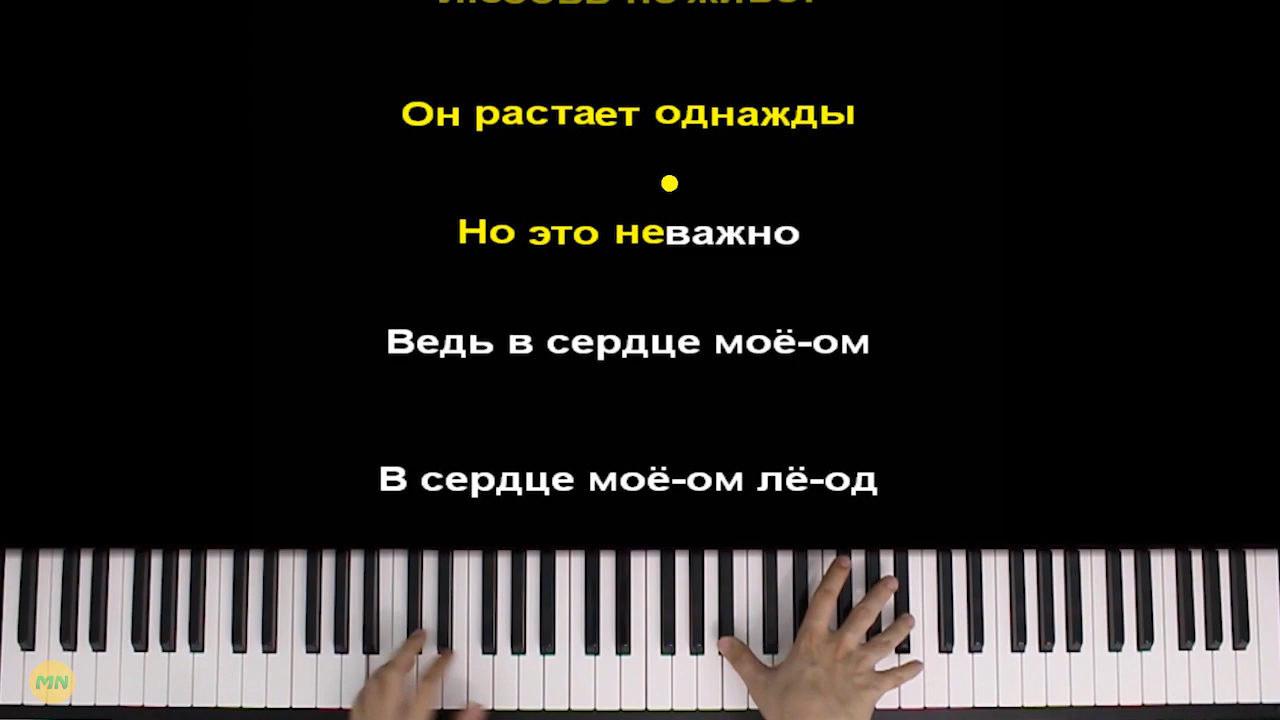 Он растает однажды
Но это неважно
Ведь в сердце моё-ом
В сердце моё-ом лё-од
MN